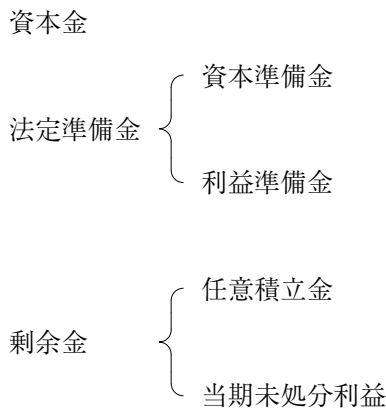 資本金
資本準備金
法定準備金
利益準備金
任意積立金
剰余金
当期未処分利益